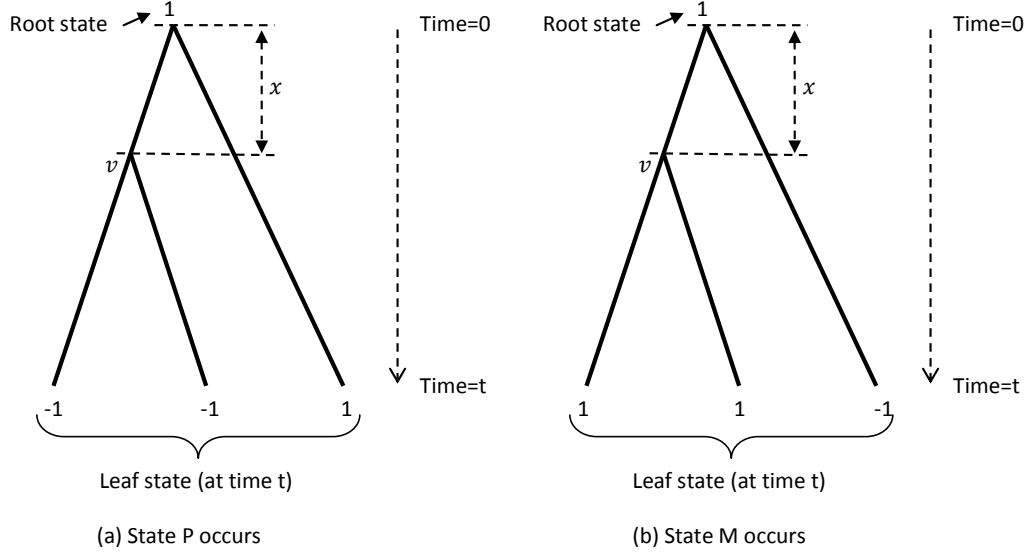 Root state 1 Time=0 Root state 1 Time=0
x x
v v
Time=t Time=t
-1 -1 1 1 1 -1
Leaf state (at time t) Leaf state (at time t)
(a) State P occurs (b) State M occurs